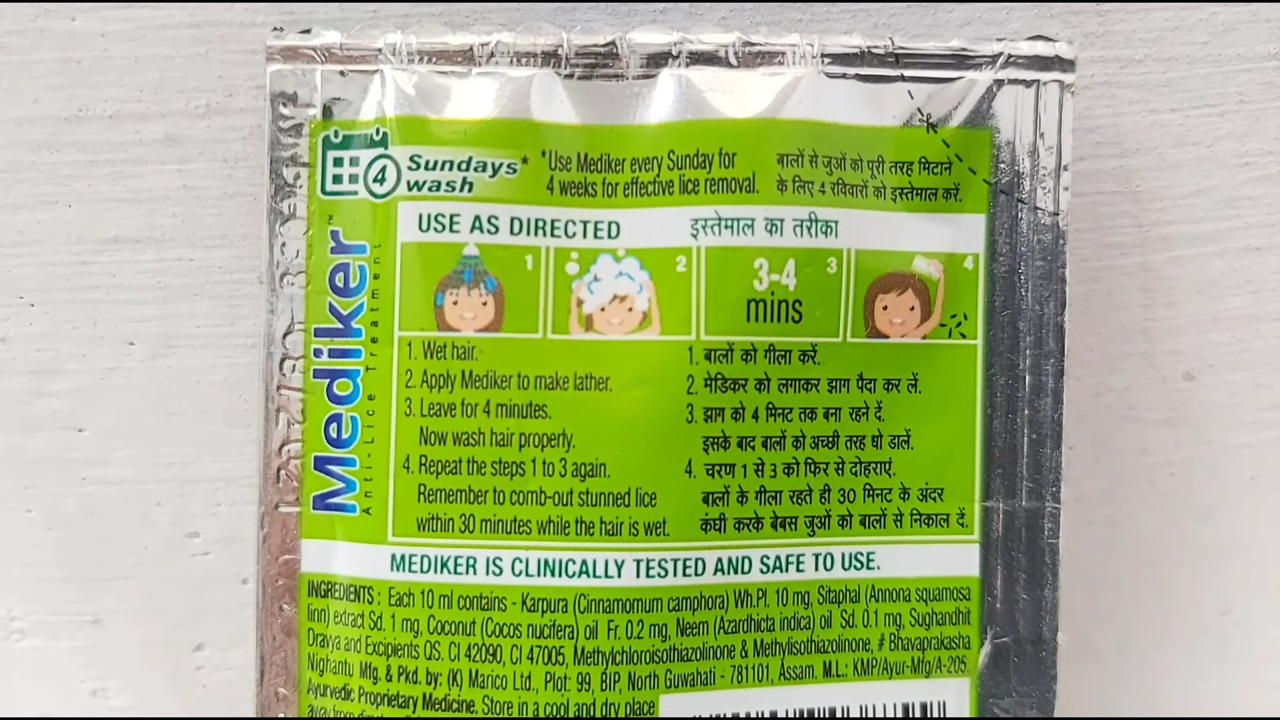 4 Sundays* wash
*Use Mediker every Sunday for
4 weeks for effective lice removal.
बालों से जुओं को पूरी तरह मिटाने
के लिए 4 रविवारों को इस्तेमाल करें.
Mediker™
Anti-Lice Treatment
USE AS DIRECTED
इस्तेमाल का तरीका
1
2
3-4 mins
3
4
1. Wet hair.
2. Apply Mediker to make lather.
3. Leave for 4 minutes.
Now wash hair properly.
4. Repeat the steps 1 to 3 again.
Remember to comb-out stunned lice
within 30 minutes while the hair is wet.
1. बालों को गीला करें.
2. मेडिकर को लगाकर झाग पैदा कर लें.
3. झाग को 4 मिनट तक बना रहने दें.
इसके बाद बालों को अच्छी तरह धो डालें.
4. चरण 1 से 3 को फिर से दोहराएं.
बालों के गीला रहते ही 30 मिनट के अंदर
कंघी करके बेबस जुओं को बालों से निकाल दें.
MEDIKER IS CLINICALLY TESTED AND SAFE TO USE.
INGREDIENTS : Each 10 ml contains - Karpura (Cinnamomum camphora) Wh.Pl. 10 mg, Sitaphal (Annona squamosa
linn) extract Sd. 1 mg, Coconut (Cocos nucifera) oil Fr. 0.2 mg, Neem (Azardhicta indica) oil Sd. 0.1 mg, Sughandhit
Dravya and Excipients QS. CI 42090, CI 47005, Methylchloroisothiazolinone & Methylisothiazolinone, # Bhavaprakasha
Nighantu Mfg. & Pkd. by: (K) Marico Ltd., Plot: 99, BIP, North Guwahati - 781101, Assam. M.L.: KMP/Ayur-Mfg/A-205.
Ayurvedic Proprietary Medicine. Store in a cool and dry place
away from